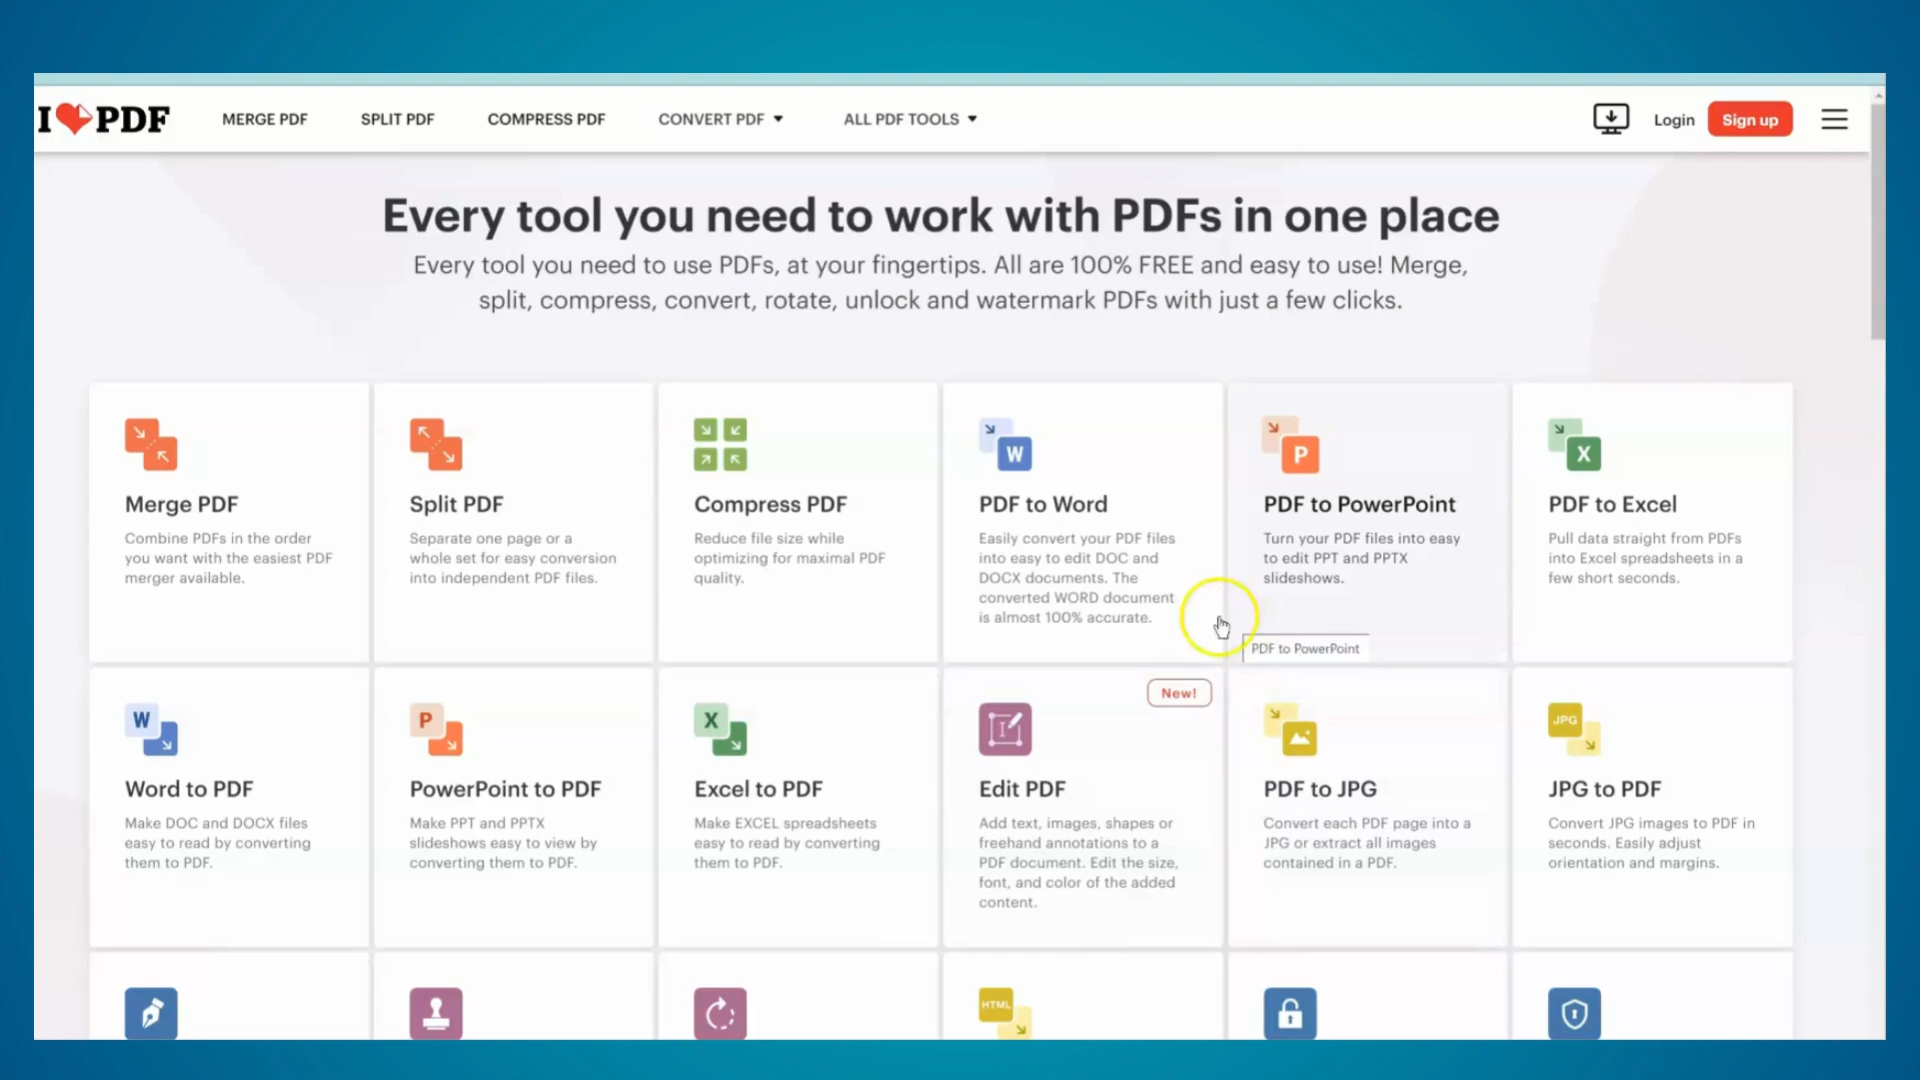 I PDF
MERGE PDF
SPLIT PDF
COMPRESS PDF
CONVERT PDF
ALL PDF TOOLS
Login
Sign up
Every tool you need to work with PDFs in one place
Every tool you need to use PDFs, at your fingertips. All are 100% FREE and easy to use! Merge,
split, compress, convert, rotate, unlock and watermark PDFs with just a few clicks.
Merge PDF
Combine PDFs in the order
you want with the easiest PDF
merger available.
Split PDF
Separate one page or a
whole set for easy conversion
into independent PDF files.
Compress PDF
Reduce file size while
optimizing for maximal PDF
quality.
W
PDF to Word
Easily convert your PDF files
into easy to edit DOC and
DOCX documents. The
converted WORD document
is almost 100% accurate.
P
PDF to PowerPoint
Turn your PDF files into easy
to edit PPT and PPTX
slideshows.
PDF to PowerPoint
X
PDF to Excel
Pull data straight from PDFs
into Excel spreadsheets in a
few short seconds.
W
Word to PDF
Make DOC and DOCX files
easy to read by converting
them to PDF.
P
PowerPoint to PDF
Make PPT and PPTX
slideshows easy to view by
converting them to PDF.
X
Excel to PDF
Make EXCEL spreadsheets
easy to read by converting
them to PDF.
New!
Edit PDF
Add text, images, shapes or
freehand annotations to a
PDF document. Edit the size,
font, and color of the added
content.
PDF to JPG
Convert each PDF page into a
JPG or extract all images
contained in a PDF.
JPG
JPG to PDF
Convert JPG images to PDF in
seconds. Easily adjust
orientation and margins.
HTML